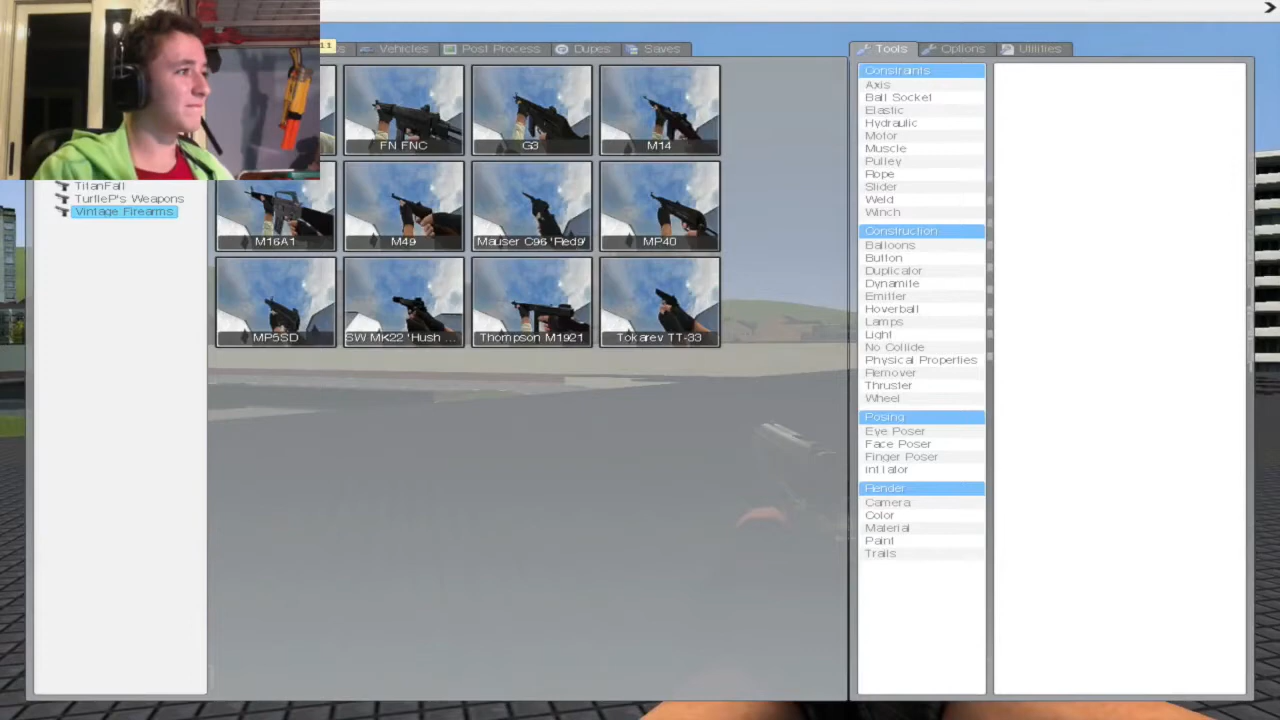 Vehicles
Post Process
Dupes
Saves
Tools
Options
Utilities
FN FNC
G3
M14
TitanFall
TurtleP's Weapons
Vintage Firearms
M16A1
M49
Mauser C96 'Red9'
MP40
MP5SD
SW MK22 'Hush ...
Thompson M1921
Tokarev TT-33
Constraints
Axis
Ball Socket
Elastic
Hydraulic
Motor
Muscle
Pulley
Rope
Slider
Weld
Winch
Construction
Balloons
Button
Duplicator
Dynamite
Emitter
Hoverball
Lamps
Light
No Collide
Physical Properties
Remover
Thruster
Wheel
Posing
Eye Poser
Face Poser
Finger Poser
Inflator
Render
Camera
Color
Material
Paint
Trails